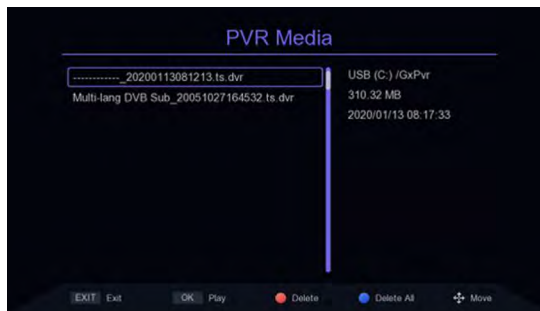 PVR Media
------------_20200113081213.ts.dvr
Multi-lang DVB Sub_20051027164532.ts.dvr
USB (C:) /GxPvr
310.32 MB
2020/01/13 08:17:33
EXIT Exit OK Play Delete Delete All Move